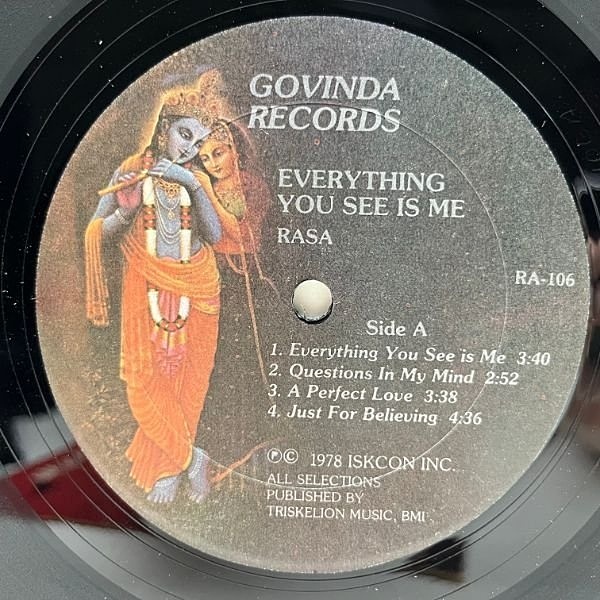 GOVINDA
RECORDS
EVERYTHING
YOU SEE IS ME
RASA
RA-106
Side A
1. Everything You See is Me 3:40
2. Questions In My Mind 2:52
3. A Perfect Love 3:38
4. Just For Believing 4:36
℗© 1978 ISKCON INC.
ALL SELECTIONS
PUBLISHED BY
TRISKELION MUSIC, BMI